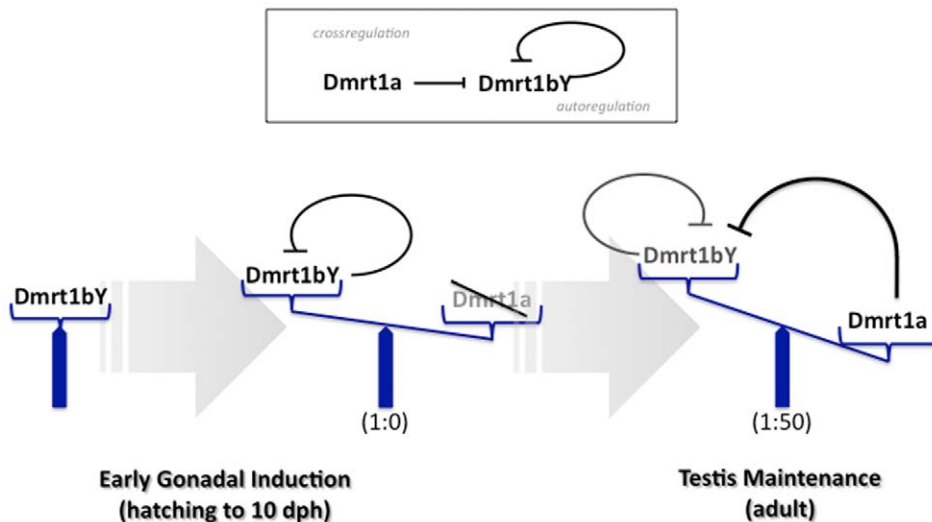 crossregulation
Dmrt1a Dmrt1bY
autoregulation
Dmrt1bY
Dmrt1bY
Dmrt1a
(1:0)
Dmrt1bY
Dmrt1a
(1:50)
Early Gonadal Induction
(hatching to 10 dph)
Testis Maintenance
(adult)